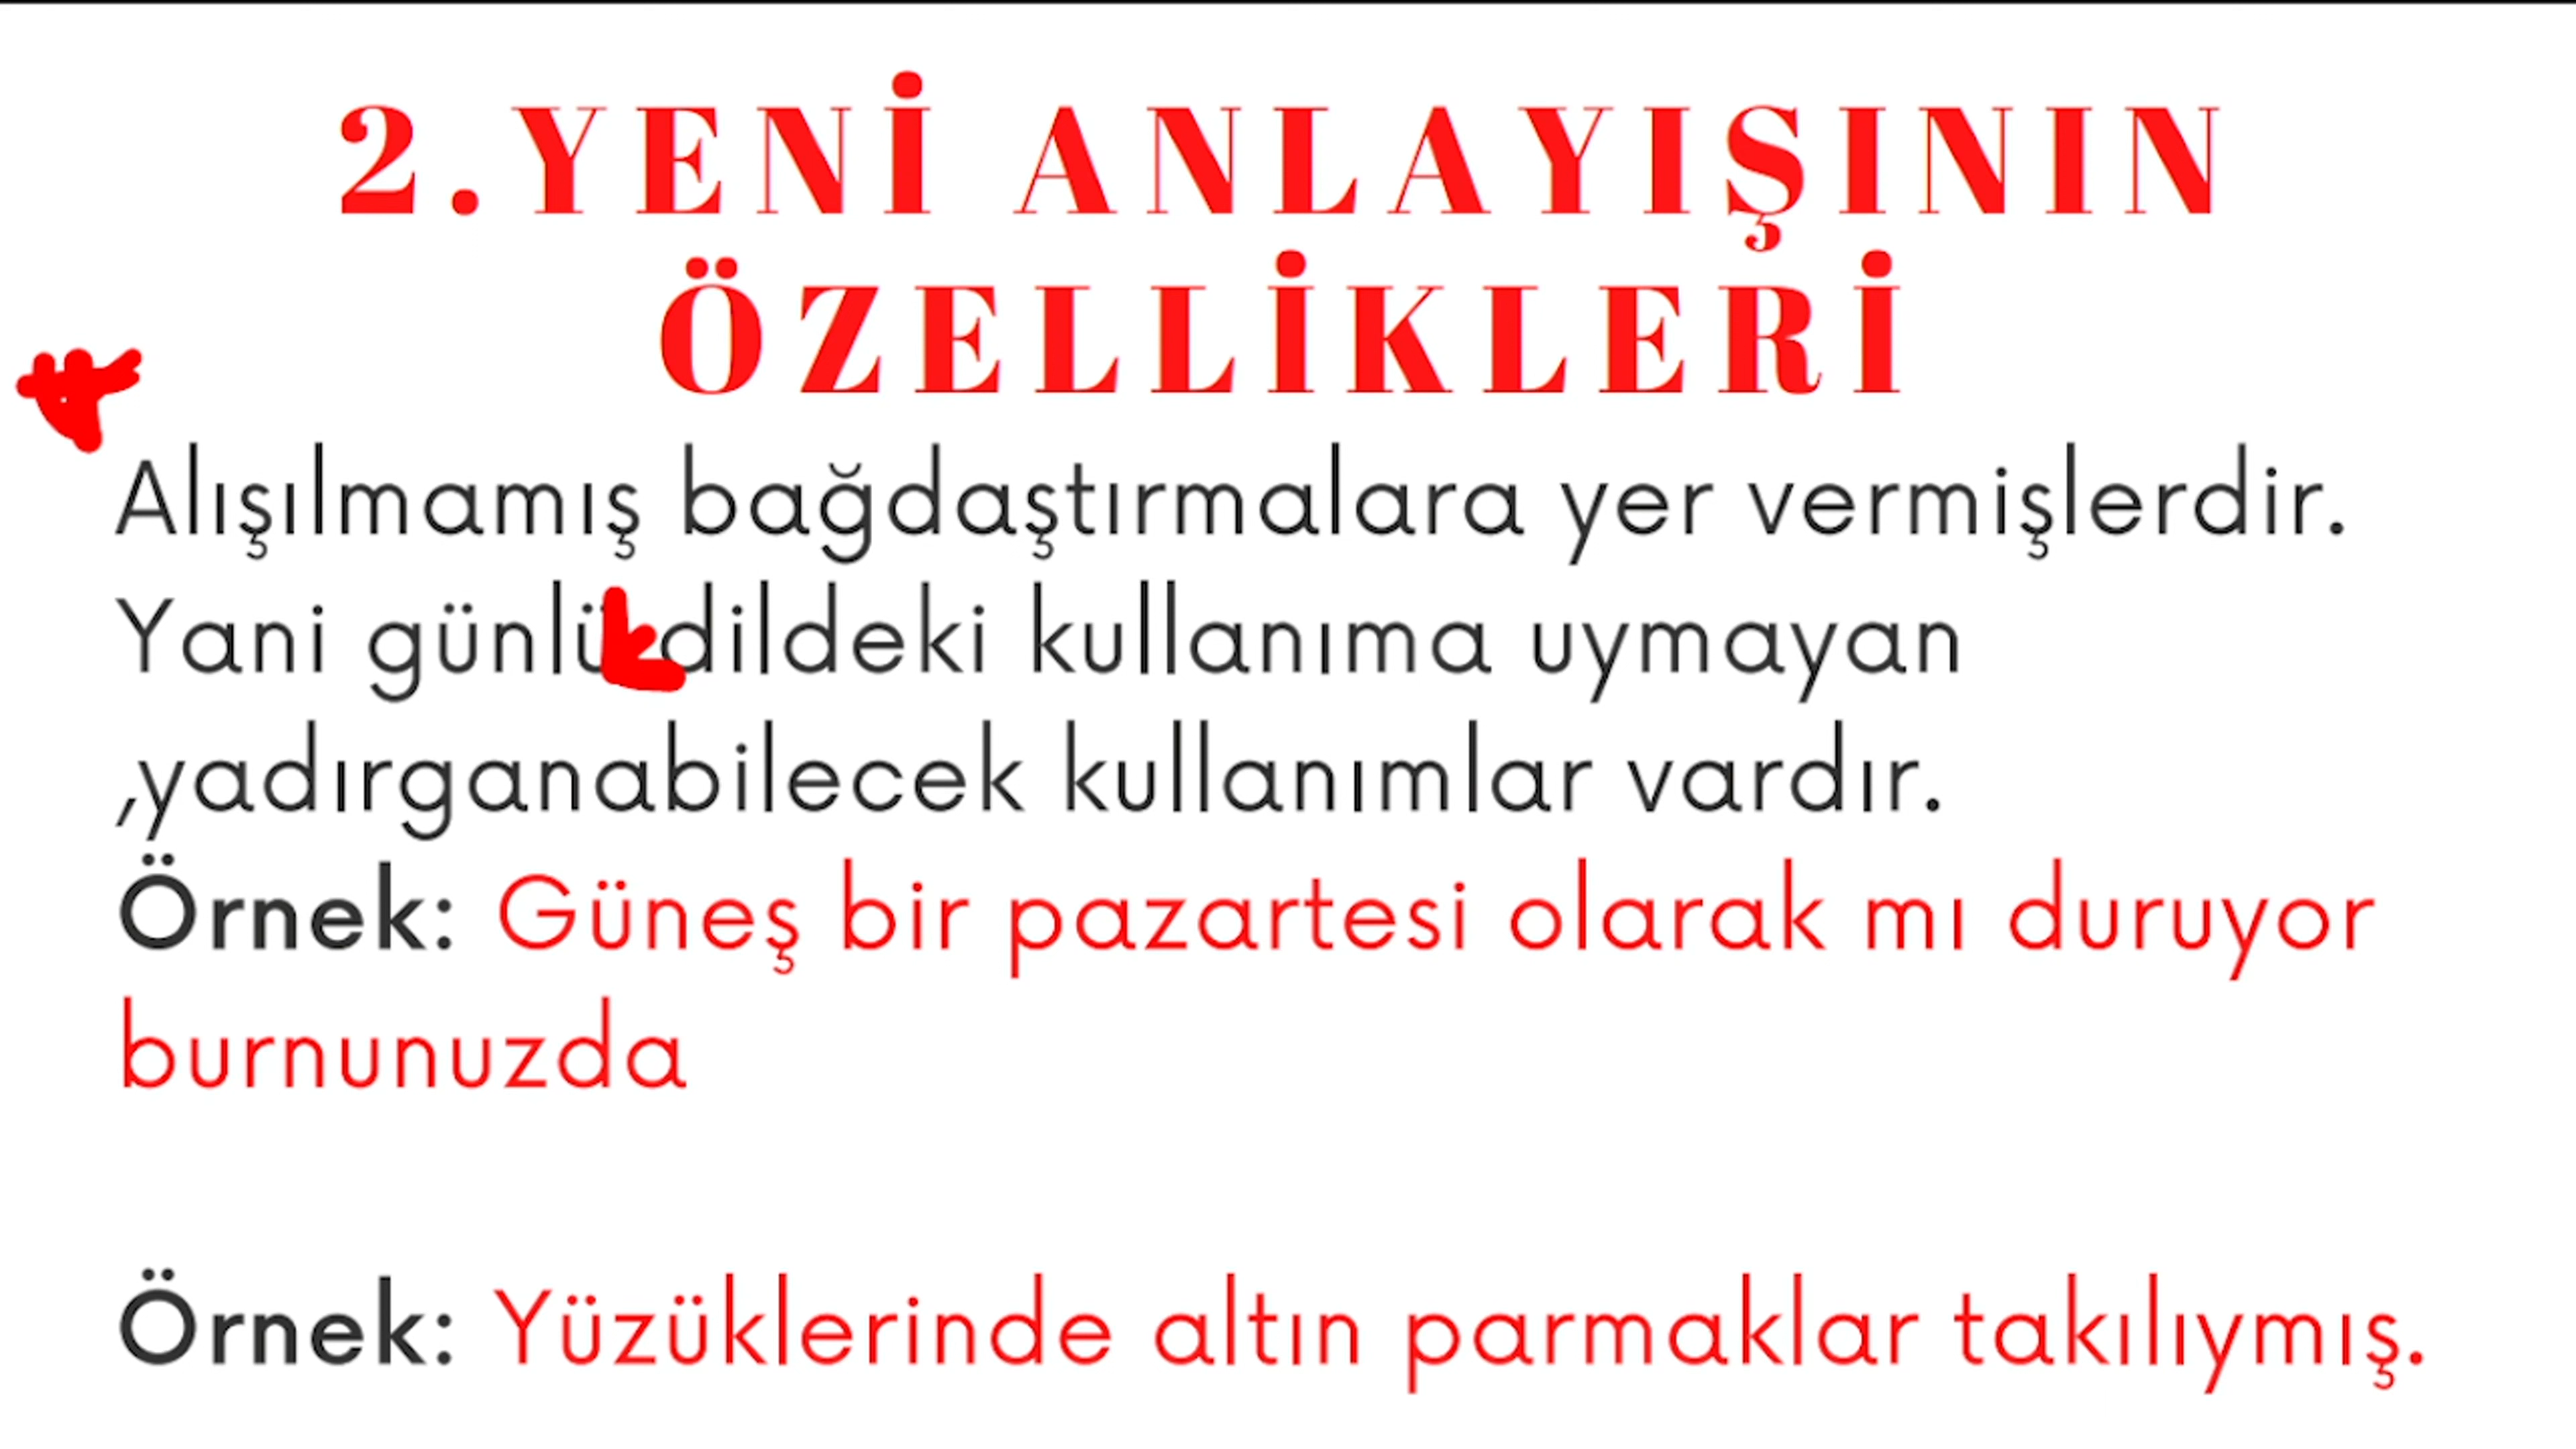 2.YENİ ANLAYIŞININ
ÖZELLİKLERİ
Alışılmamış bağdaştırmalara yer vermişlerdir.
Yani günlü dildeki kullanıma uymayan
,yadırganabilecek kullanımlar vardır.
Örnek: Güneş bir pazartesi olarak mı duruyor
burnunuzda
Örnek: Yüzüklerinde altın parmaklar takılıymış.